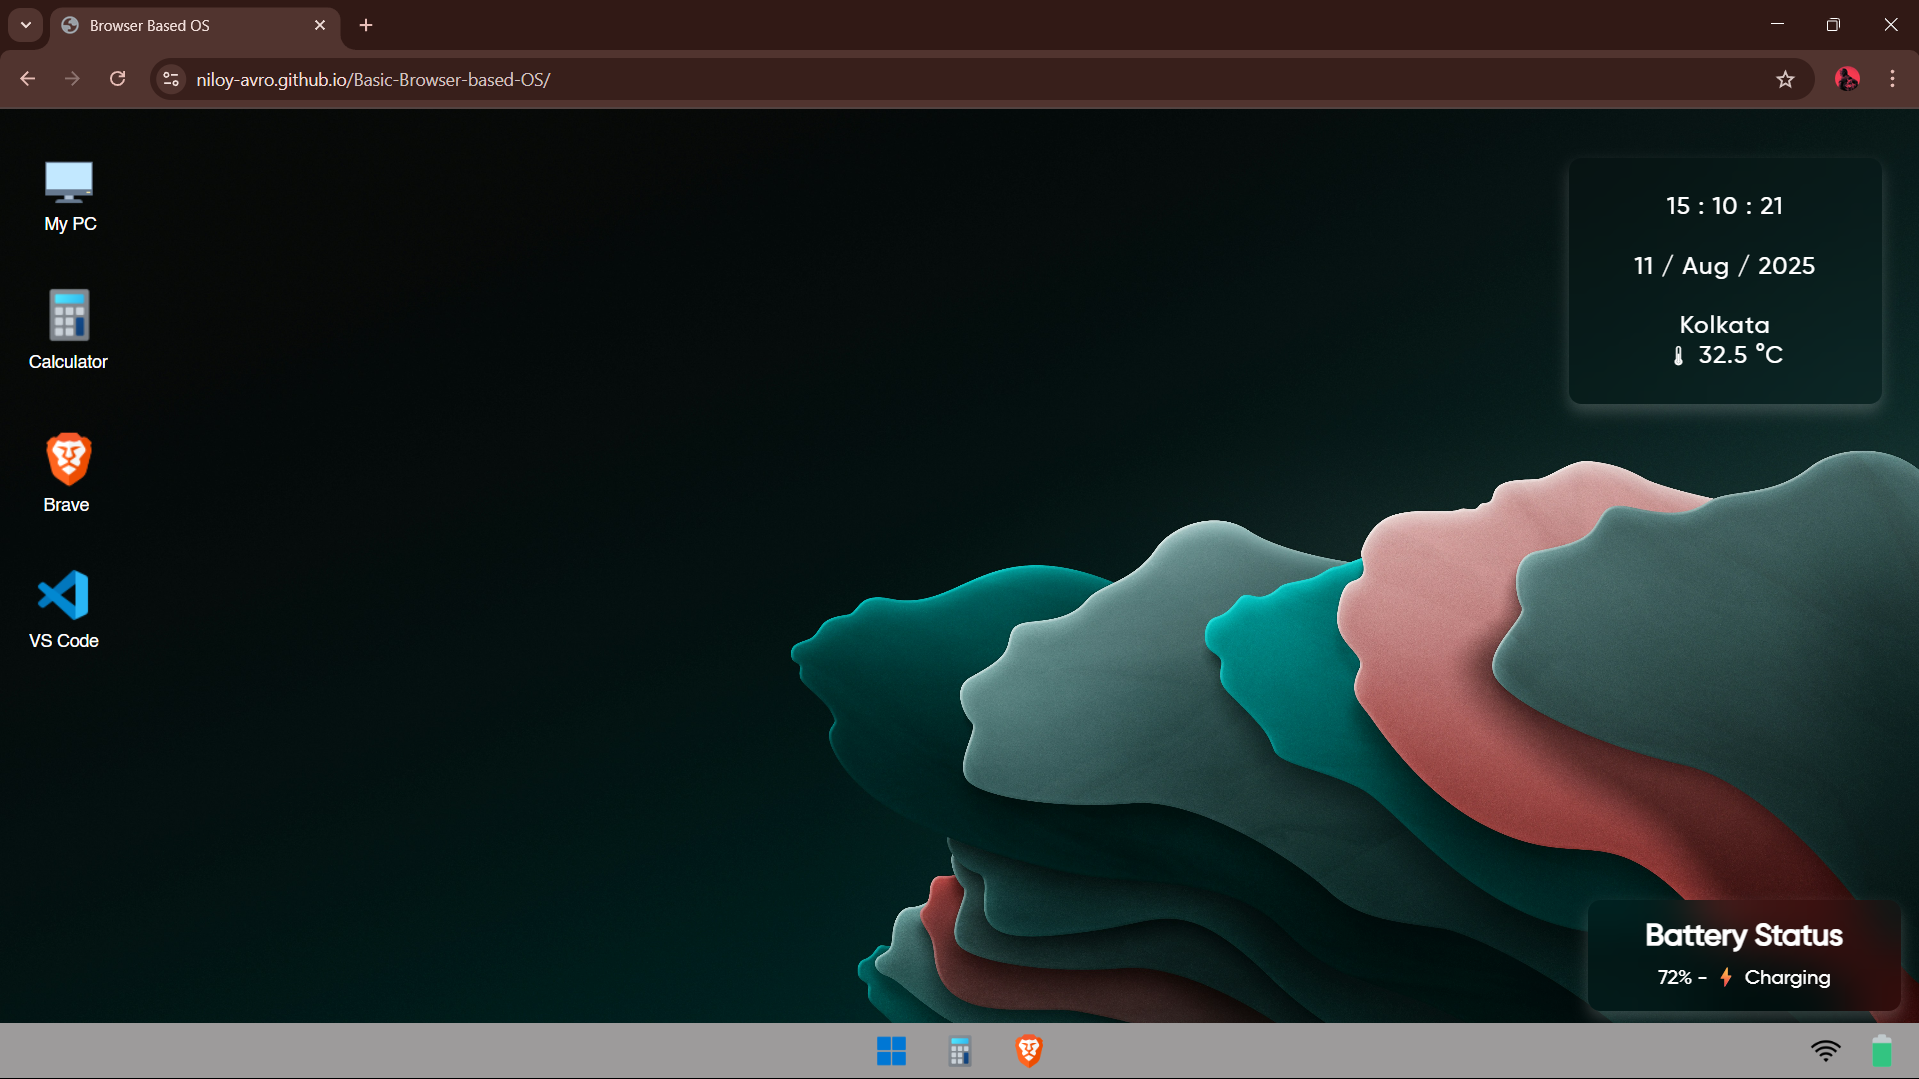 Browser Based OS
niloy-avro.github.io/Basic-Browser-based-OS/
My PC
Calculator
Brave
VS Code
15 : 10 : 21
11 / Aug / 2025
Kolkata
32.5 °C
Battery Status
72% - Charging